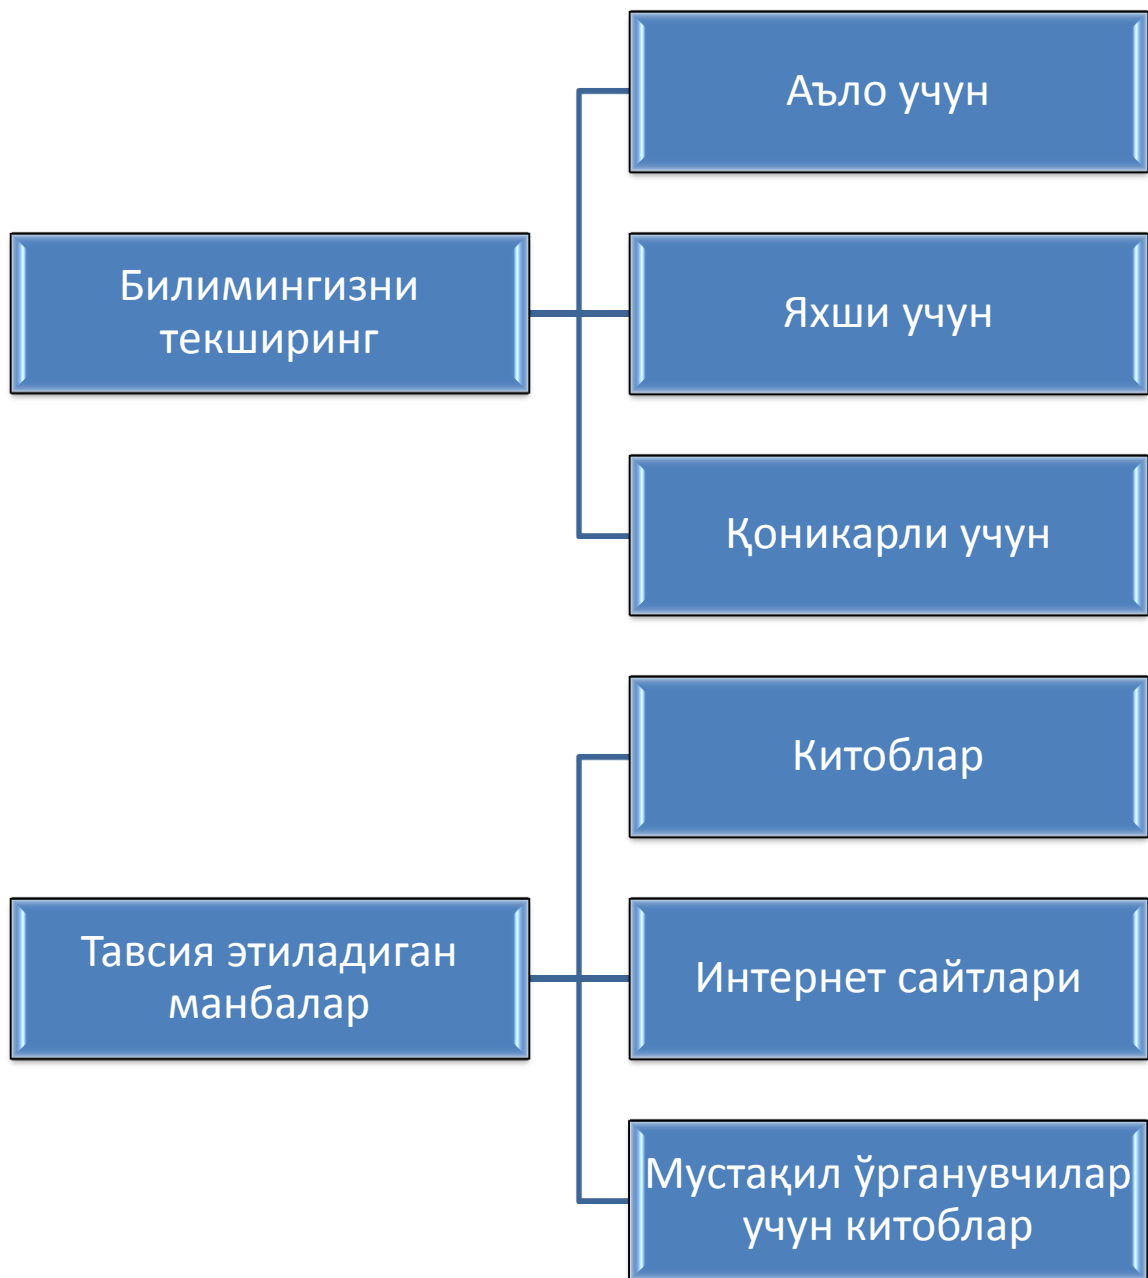 Билимингизни
текширинг
Аъло учун
Яхши учун
Қоникарли учун
Тавсия этиладиган
манбалар
Китоблар
Интернет сайтлари
Мустақил ўрганувчилар
учун китоблар